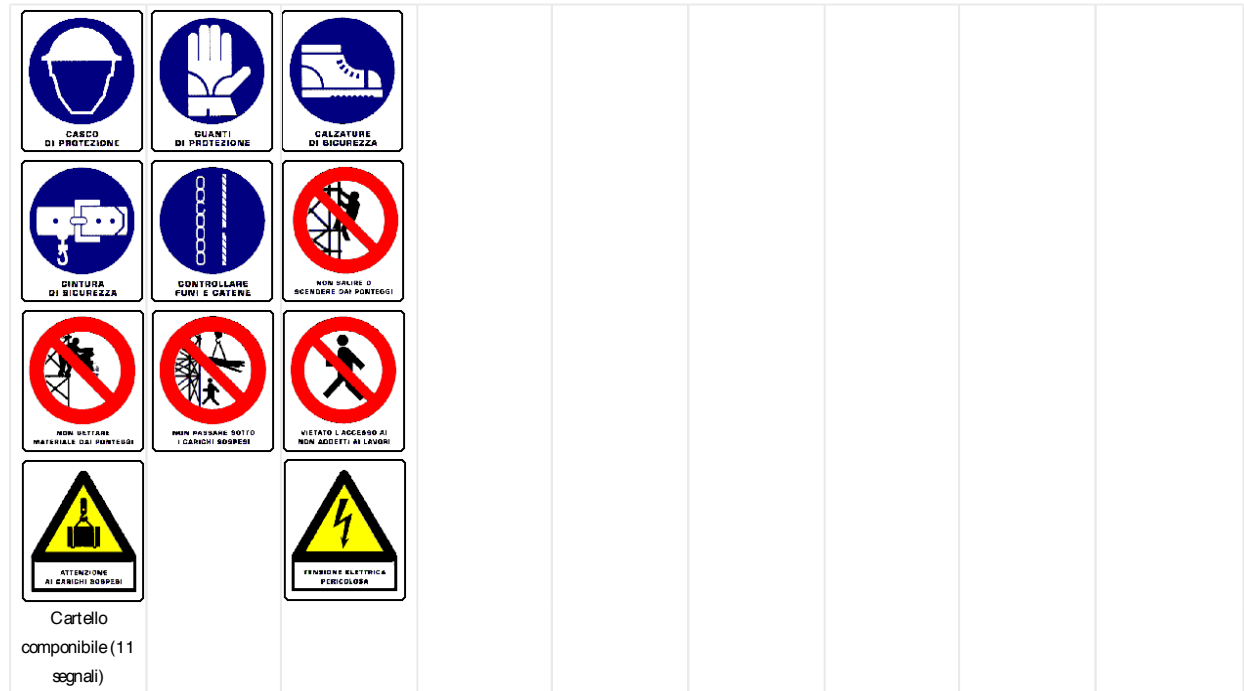 CASCO
DI PROTEZIONE
GUANTI
DI PROTEZIONE
CALZATURE
DI SICUREZZA
CINTURA
DI SICUREZZA
CONTROLLARE
FUNI E CATENE
NON SALIRE O
SCENDERE DAI PONTEGGI
NON GETTARE
MATERIALE DAI PONTEGGI
NON PASSARE SOTTO
I CARICHI SOSPESI
VIETATO L'ACCESSO AI
NON ADDETTI AI LAVORI
ATTENZIONE
AI CARICHI SOSPESI
TENSIONE ELETTRICA
PERICOLOSA
Cartello
componibile (11
segnali)